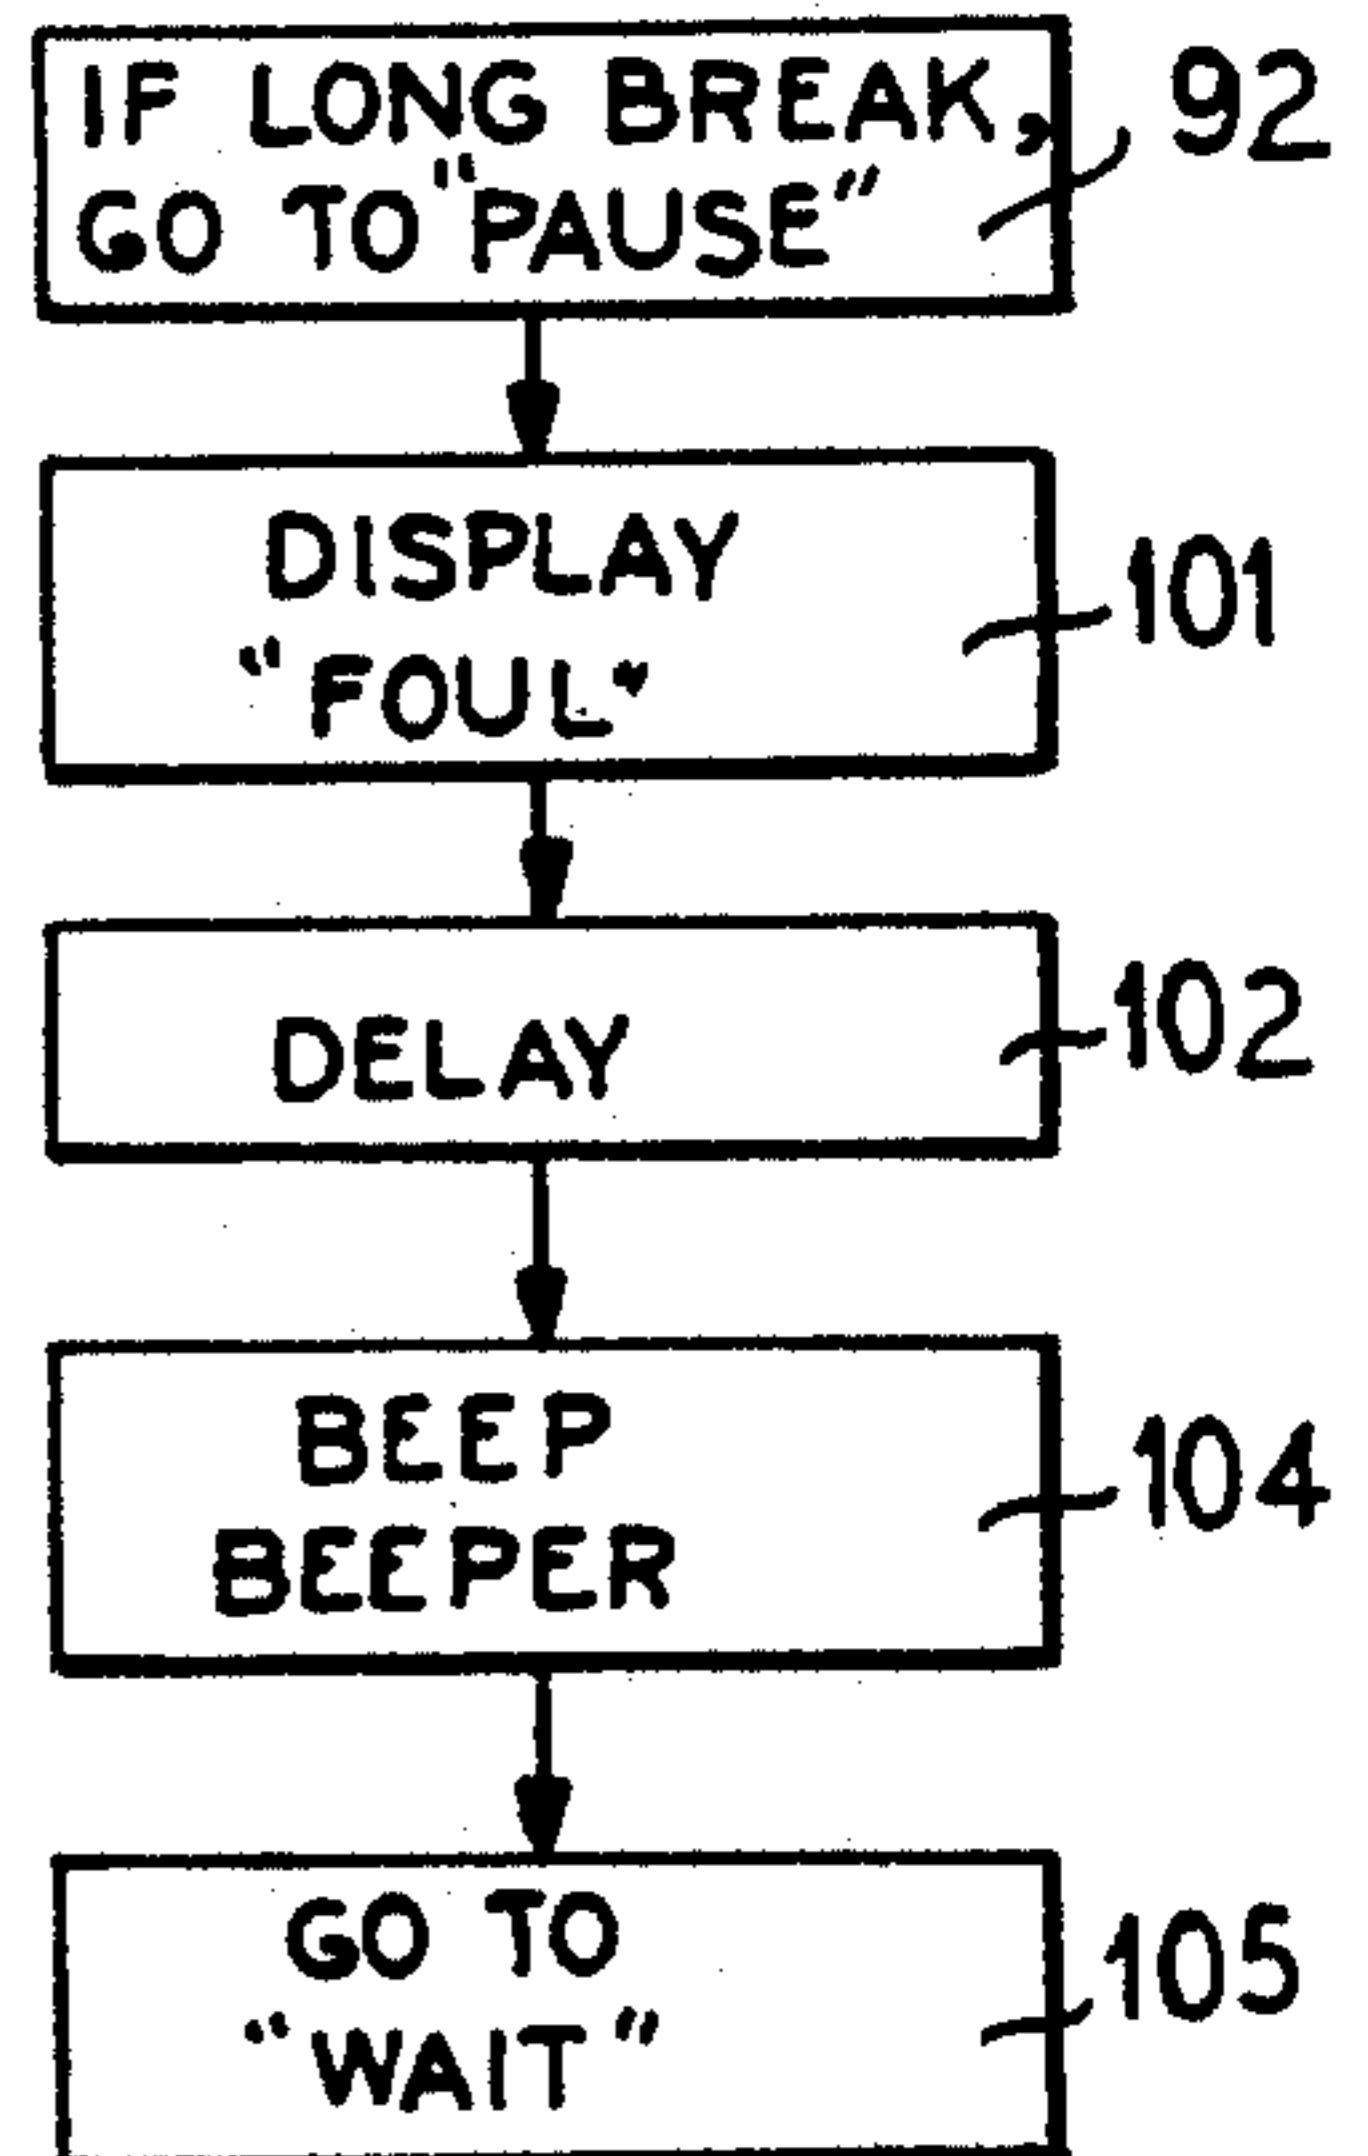 IF LONG BREAK, 92
GO TO "PAUSE"
DISPLAY
101
"FOUL"
102
DELAY
BEEP
104
BEEPER
GO TO
105
"WAIT"